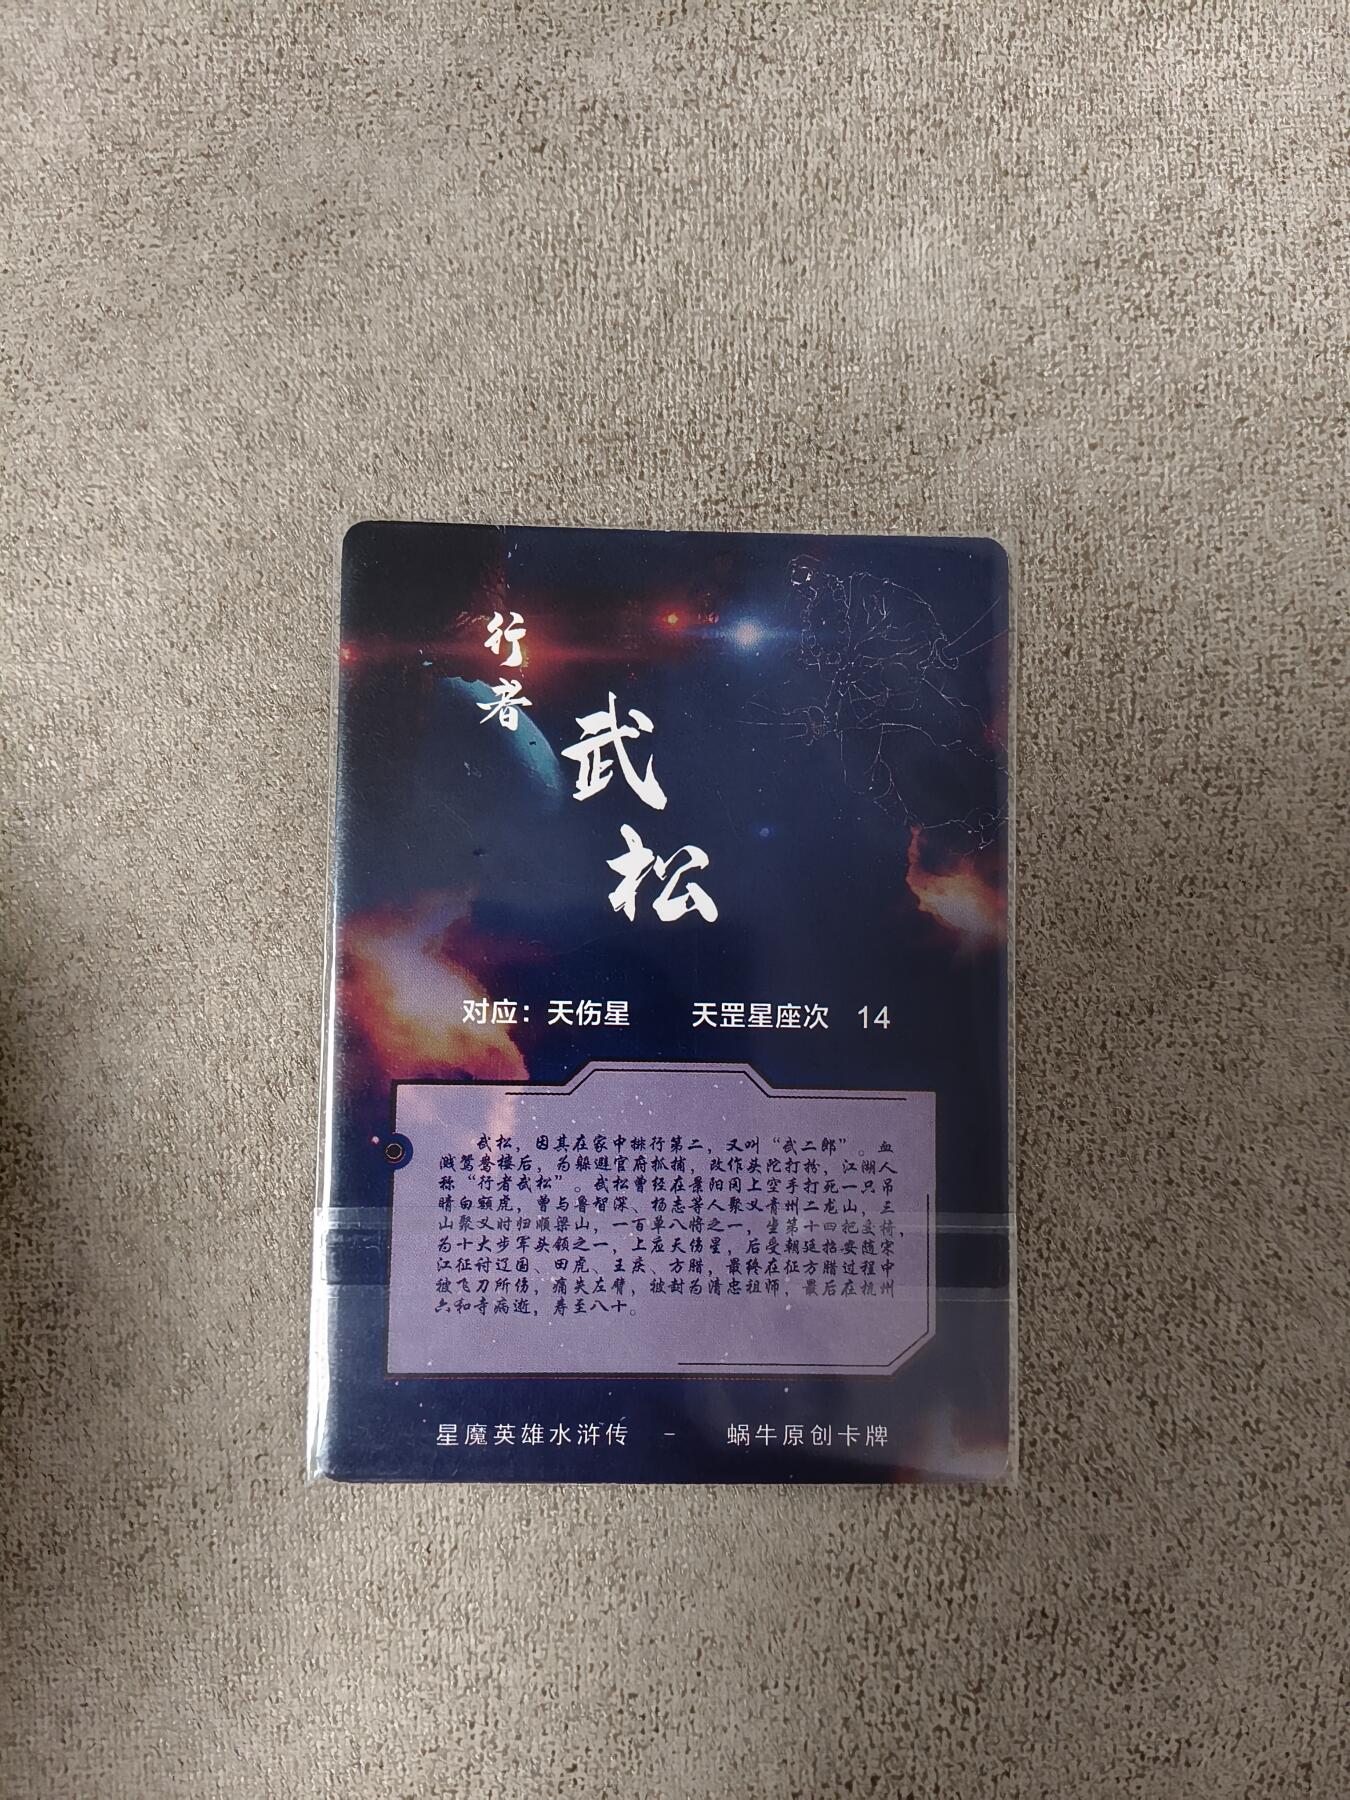 行者
武松
对应：天伤星 天罡星座次 14
武松，因其在家中排行第二，又叫“武二郎”。血
溅鸳鸯楼后，为躲避官府抓捕，改作头陀打扮，江湖人
称“行者武松”。武松曾经在景阳冈上空手打死一只吊
睛白额虎，曾与鲁智深、杨志等人聚义青州二龙山，三
山聚义时归顺梁山，一百单八将之一，坐第十四把交椅，
为十大步军头领之一，上应天伤星，后受朝廷招安随宋
江征讨辽国、田虎、王庆、方腊，最终在征方腊过程中
被飞刀所伤，痛失左臂，被封为清忠祖师，最后在杭州
六和寺病逝，寿至八十。
星魔英雄水浒传 - 蜗牛原创卡牌